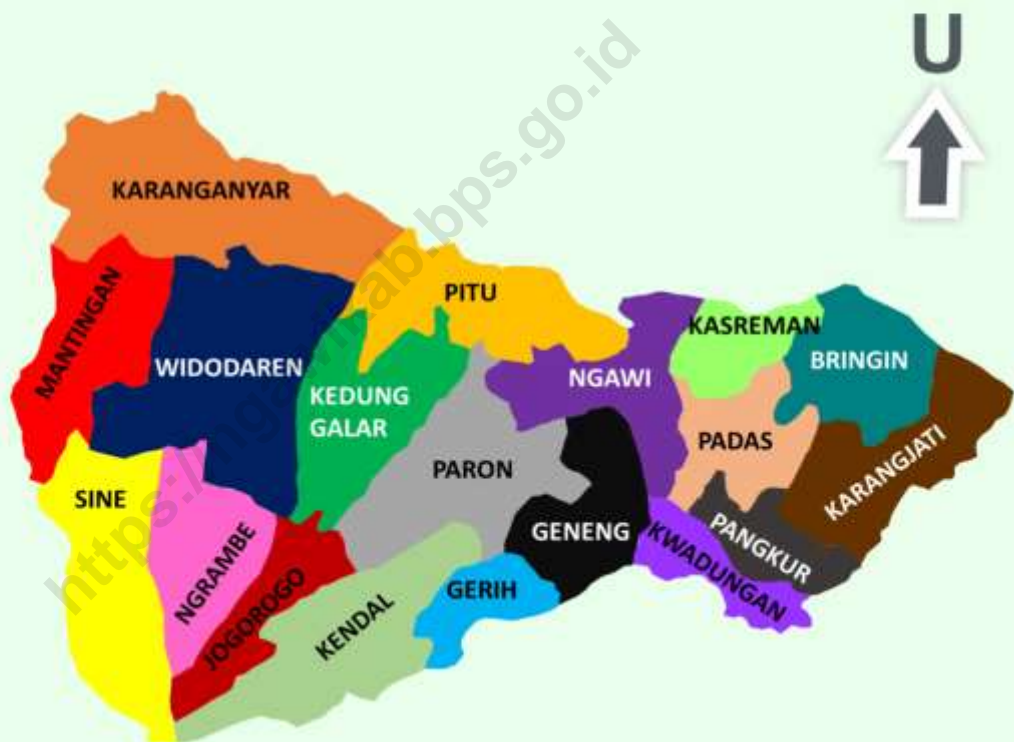 U
KARANGANYAR
PITU
MANTINGAN
WIDODAREN
KASREMAN
BRINGIN
NGAWI
KEDUNG
GALAR
PADAS
PARON
KARANGJATI
SINE
GENENG
PANGKUR
KWADUNGAN
NGRAMBE
JOGOROGO
KENDAL
GERIH
https://ngawikab.bps.go.id